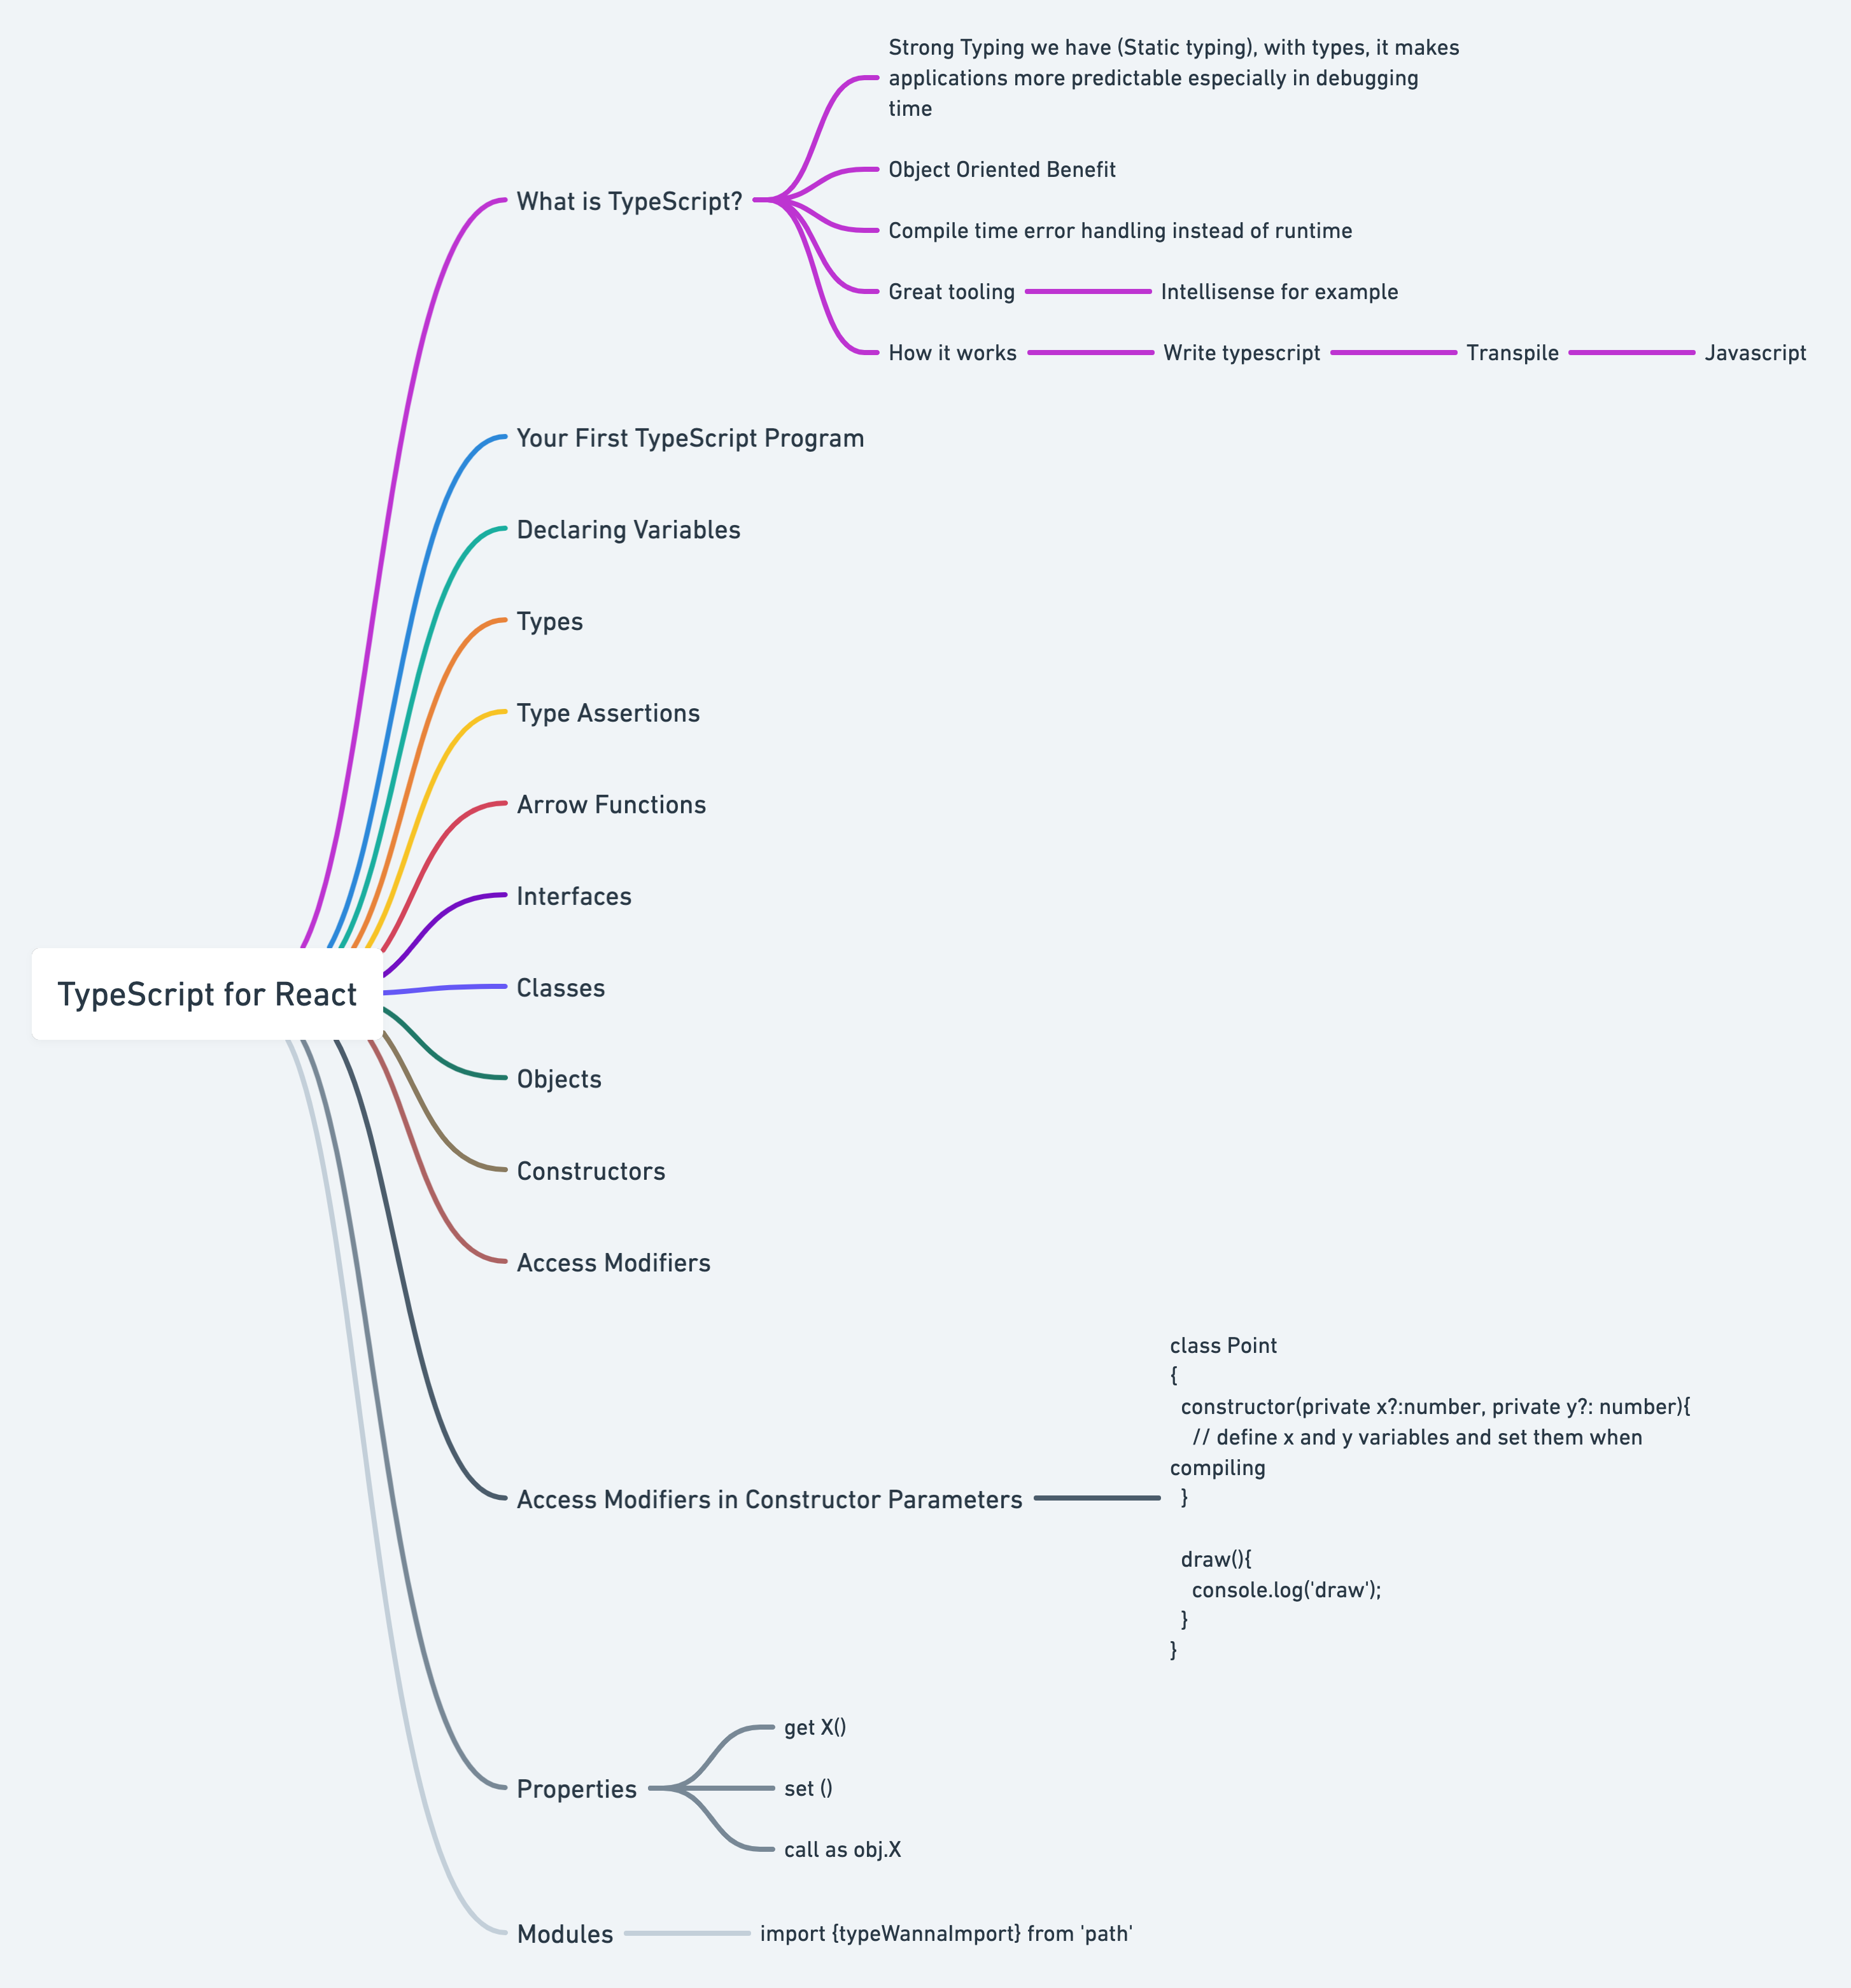 Strong Typing we have (Static typing), with types, it makes
applications more predictable especially in debugging
time
Object Oriented Benefit
What is TypeScript?
Compile time error handling instead of runtime
Great tooling
Intellisense for example
How it works
Write typescript
Transpile
Javascript
Your First TypeScript Program
Declaring Variables
Types
Type Assertions
Arrow Functions
Interfaces
TypeScript for React
Classes
Objects
Constructors
Access Modifiers
Access Modifiers in Constructor Parameters
class Point
{
  constructor(private x?:number, private y?: number){
    // define x and y variables and set them when
compiling
  }

  draw(){
    console.log('draw');
  }
}
Properties
get X()
set ()
call as obj.X
Modules
import {typeWannaImport} from 'path'